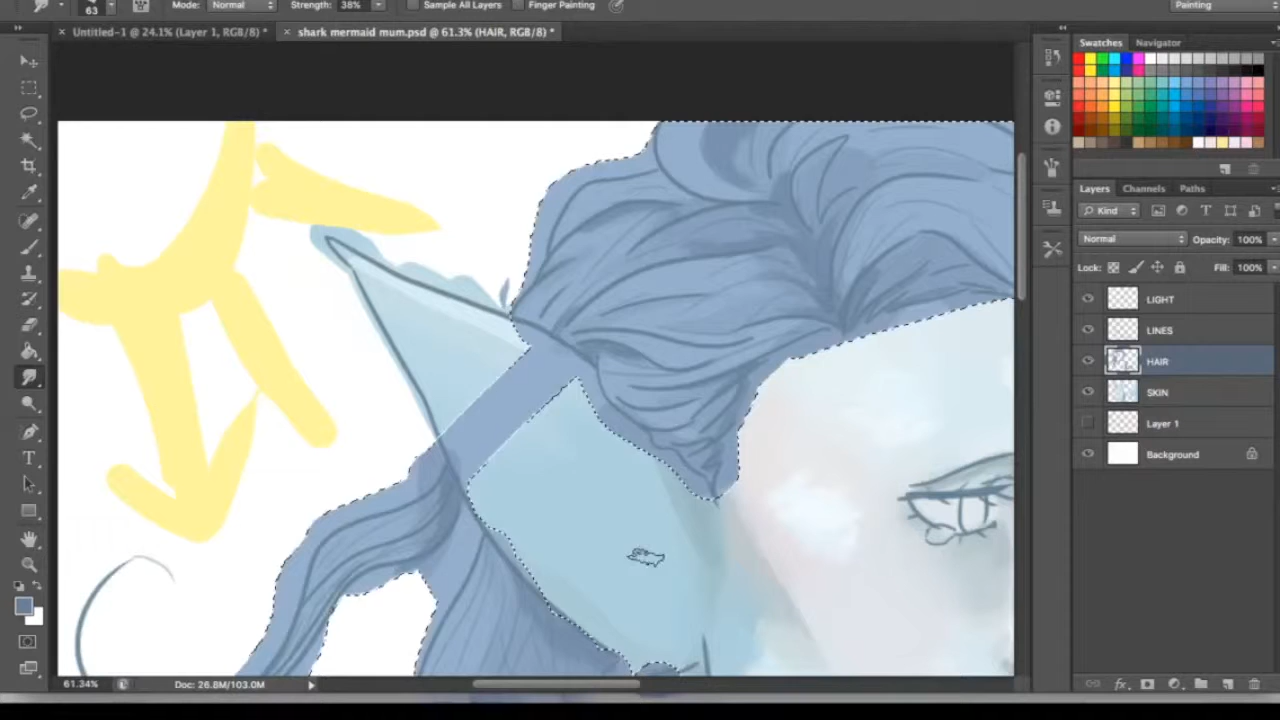 63 Mode: Normal Strength: 38% Sample All Layers Finger Painting Painting
× Untitled-1 @ 24.1% (Layer 1, RGB/8) * × shark mermaid mum.psd @ 61.3% (HAIR, RGB/8) *
Swatches Navigator
Layers Channels Paths
Kind
Normal Opacity: 100%
Lock: Fill: 100%
LIGHT
LINES
HAIR
SKIN
Layer 1
Background
T
61.34% Doc: 26.8M/103.0M
fx